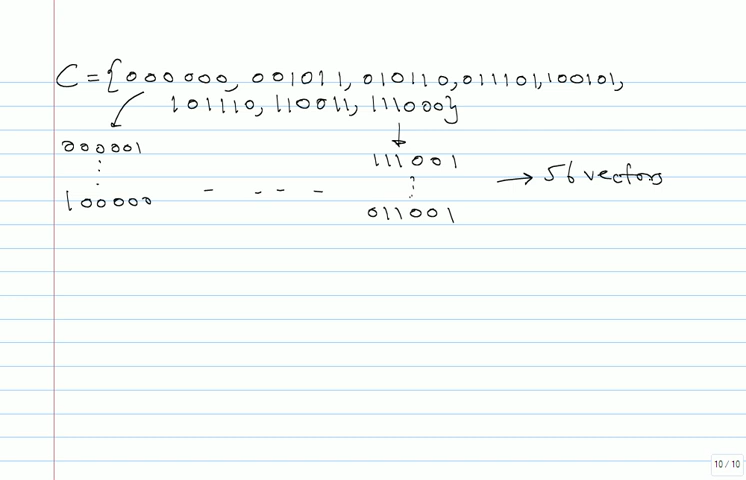 C = {000000, 001011, 010110, 011101, 100101,
101110, 110011, 111000}
000001
111001
→ 56 vectors
100000
011001
10 / 10